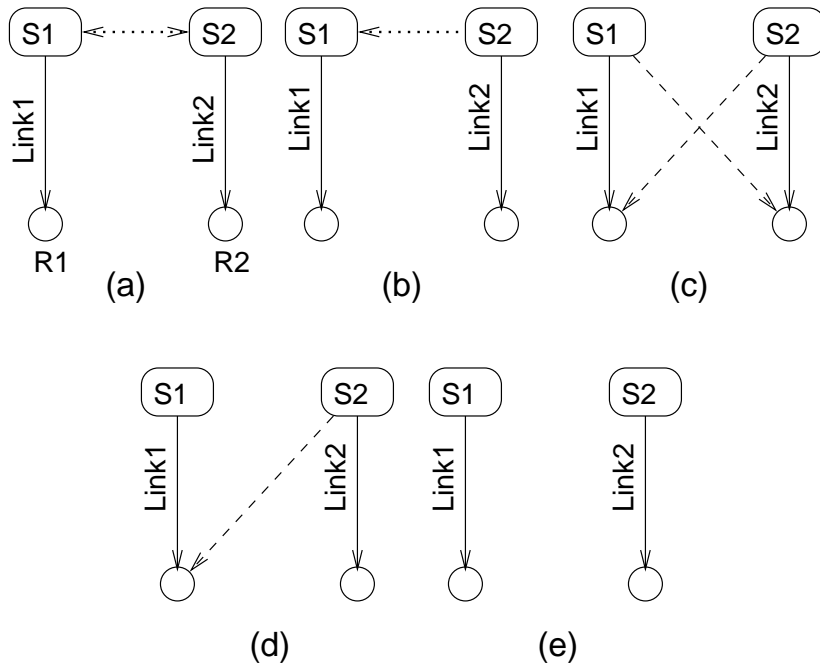 S1
S2
Link1
Link2
R1
R2
(a)
S1
S2
Link1
Link2
(b)
S1
S2
Link1
Link2
(c)
S1
S2
Link1
Link2
(d)
S1
S2
Link1
Link2
(e)